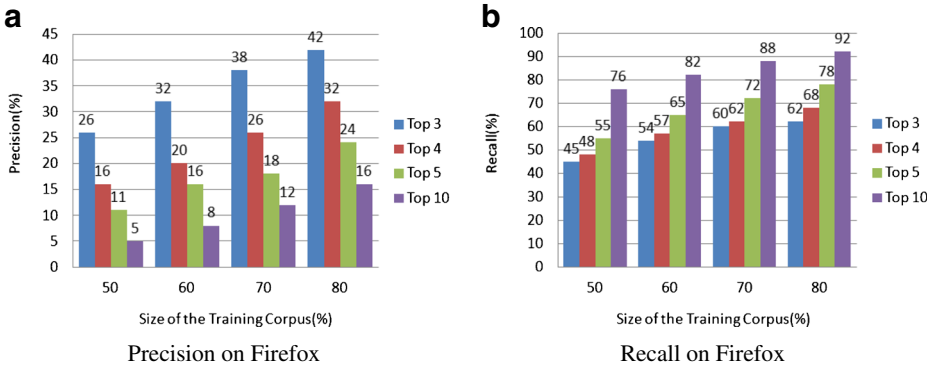 a
45
40
35
30
25
20
15
10
5
0
Precision(%)
26
16
11
5
32
20
16
8
38
26
18
12
42
32
24
16
50 60 70 80
Size of the Training Corpus(%)
Top 3
Top 4
Top 5
Top 10
Precision on Firefox
b
100
90
80
70
60
50
40
30
20
10
0
Recall(%)
45
48
55
76
54
57
65
82
60
62
72
88
62
68
78
92
50 60 70 80
Size of the Training Corpus(%)
Top 3
Top 4
Top 5
Top 10
Recall on Firefox